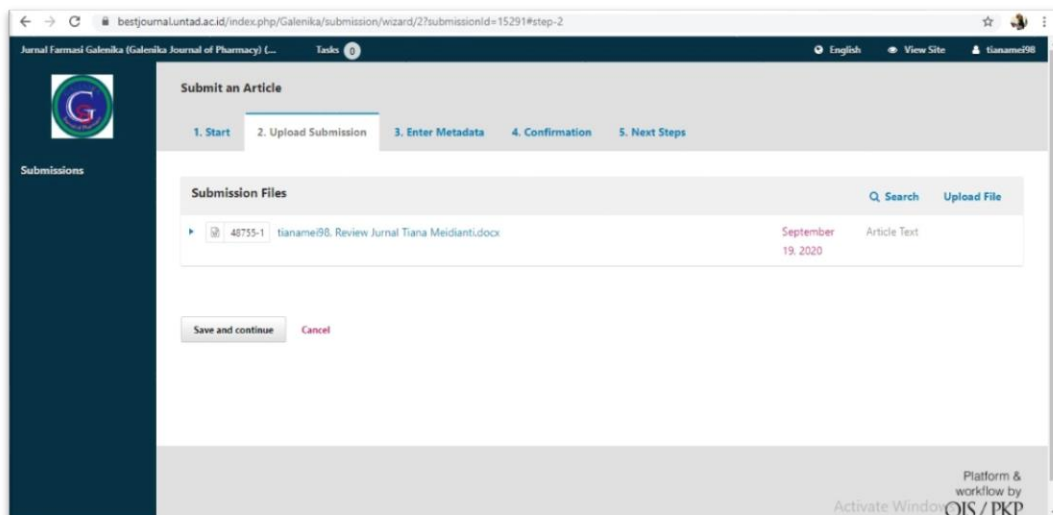 bestjournal.untad.ac.id/index.php/Galenika/submission/wizard/2?submissionId=15291#step-2
Jurnal Farmasi Galenika (Galenika Journal of Pharmacy) (... Tasks 0 English View Site tianamei98
Submit an Article
1. Start 2. Upload Submission 3. Enter Metadata 4. Confirmation 5. Next Steps
Submissions
Submission Files Search Upload File
48755-1 tianamei98. Review Jurnal Tiana Meidianti.docx September 19, 2020 Article Text
Save and continue Cancel
Platform &
workflow by
OJS / PKP
Activate Window